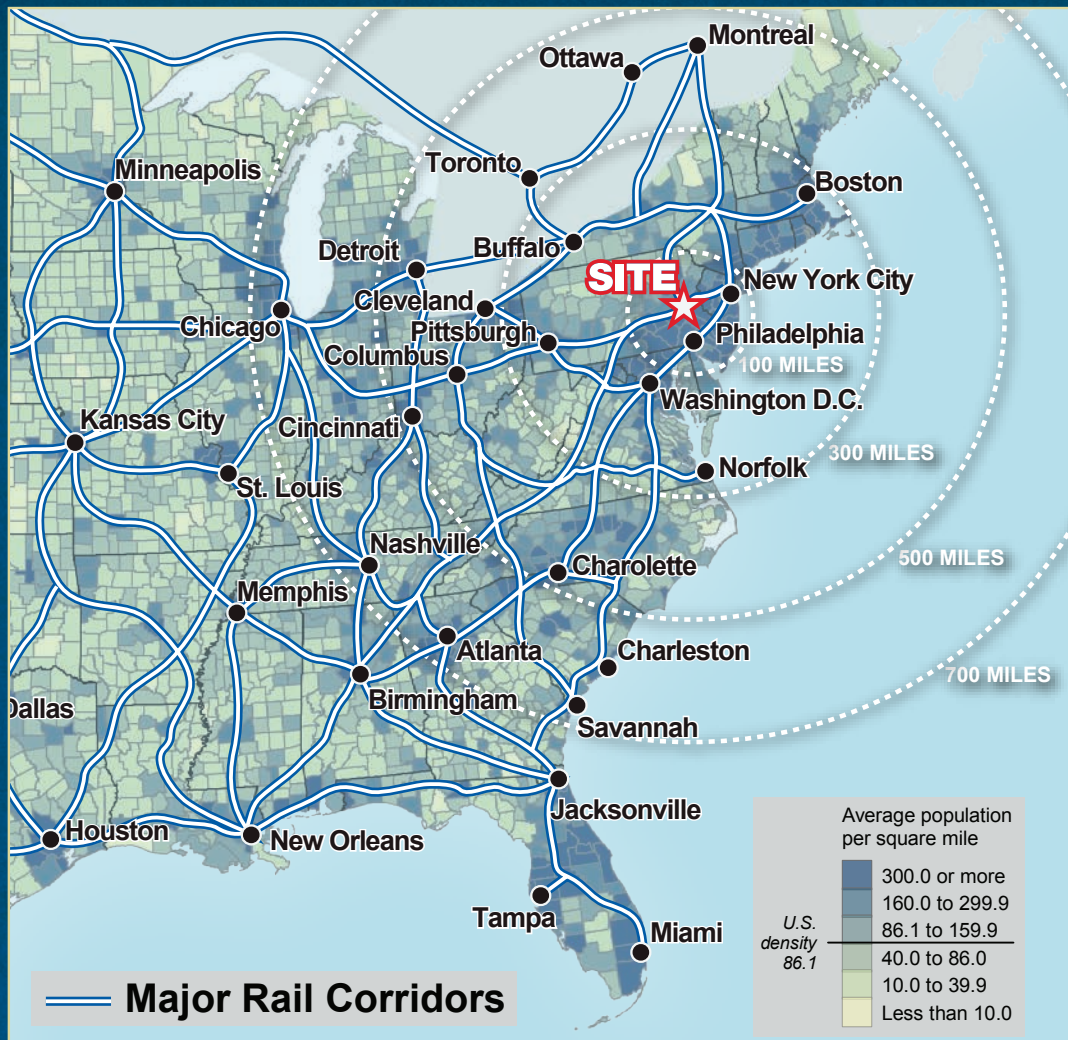 Montreal
Ottawa
Toronto
Minneapolis
Boston
Detroit
Buffalo
SITE
New York City
Cleveland
Chicago
Pittsburgh
Philadelphia
Columbus
100 MILES
Washington D.C.
Kansas City
Cincinnati
300 MILES
Norfolk
St. Louis
Nashville
500 MILES
Charolette
Memphis
Atlanta
Charleston
700 MILES
Birmingham
Dallas
Savannah
Jacksonville
Houston
New Orleans
Tampa
Miami
Average population
per square mile
300.0 or more
160.0 to 299.9
86.1 to 159.9
U.S.
density
86.1
40.0 to 86.0
10.0 to 39.9
Less than 10.0
Major Rail Corridors